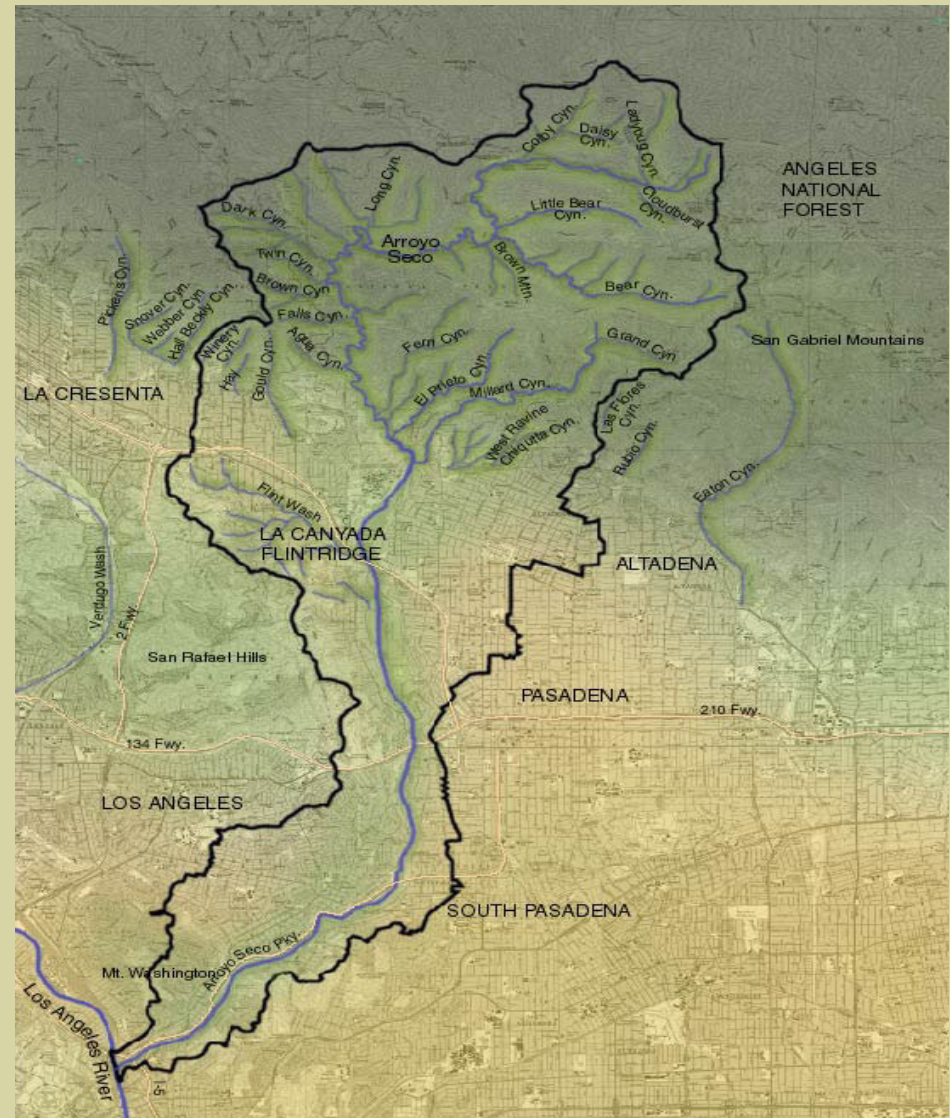 Colby Cyn.
Daisy
Cyn.
Ladybug Cyn.
ANGELES
NATIONAL
FOREST
Long Cyn.
Cloudburst
Cyn.
Little Bear
Cyn.
Dark Cyn.
Arroyo
Seco
Twin Cyn.
Brown Mtn.
Pickens Cyn.
Brown Cyn
Bear Cyn.
Snover Cyn.
Webber Cyn
Hall Beckly Cyn.
Falls Cyn.
Winery
Cyn.
Agua Cyn.
Ferri Cyn.
Grand Cyn
San Gabriel Mountains
Hay
Gould Cyn.
El Prieto Cyn
Millard Cyn.
LA CRESENTA
Las Flores
Cyn.
West Ravine
Chiquita Cyn.
Rubio Cyn.
Eaton Cyn.
Flint Wash
LA CANYADA
FLINTRIDGE
ALTADENA
Verdugo Wash
2 Fwy.
San Rafael Hills
PASADENA
210 Fwy.
134 Fwy.
LOS ANGELES
SOUTH PASADENA
Arroyo Seco Pky.
Mt. Washington
Los Angeles River
I-5